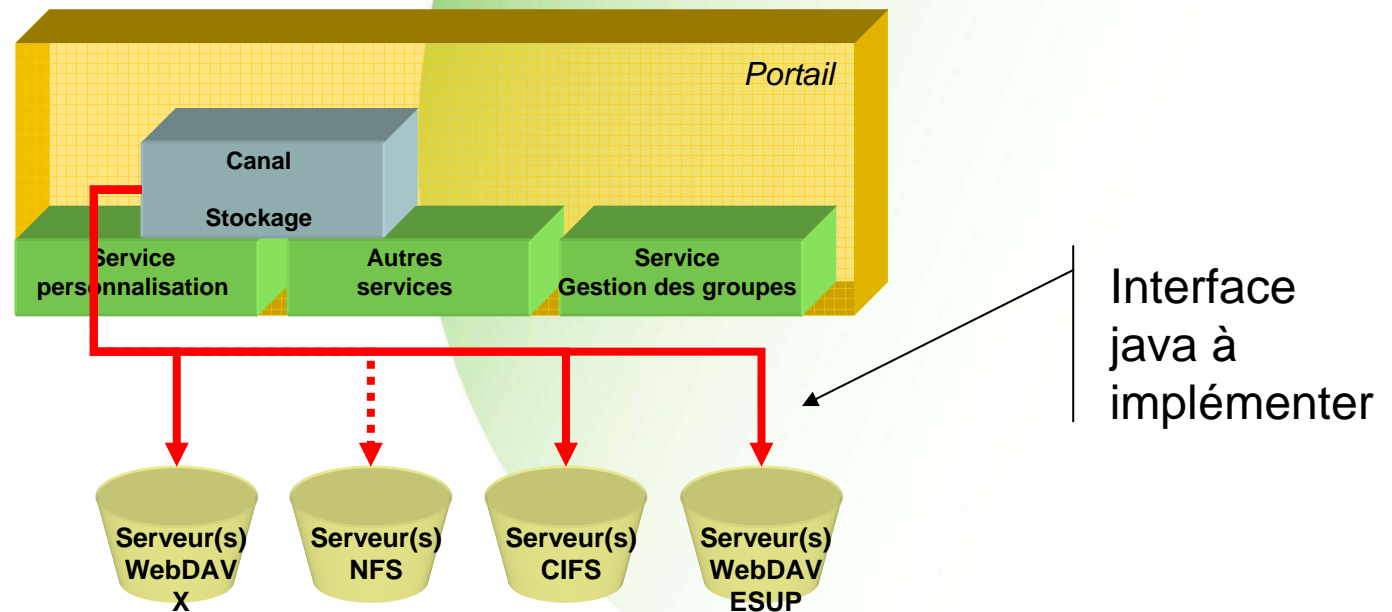 Portail
Canal
Stockage
Service
personnalisation
Autres
services
Service
Gestion des groupes
Interface
java à
implémenter
Serveur(s)
WebDAV
X
Serveur(s)
NFS
Serveur(s)
CIFS
Serveur(s)
WebDAV
ESUP